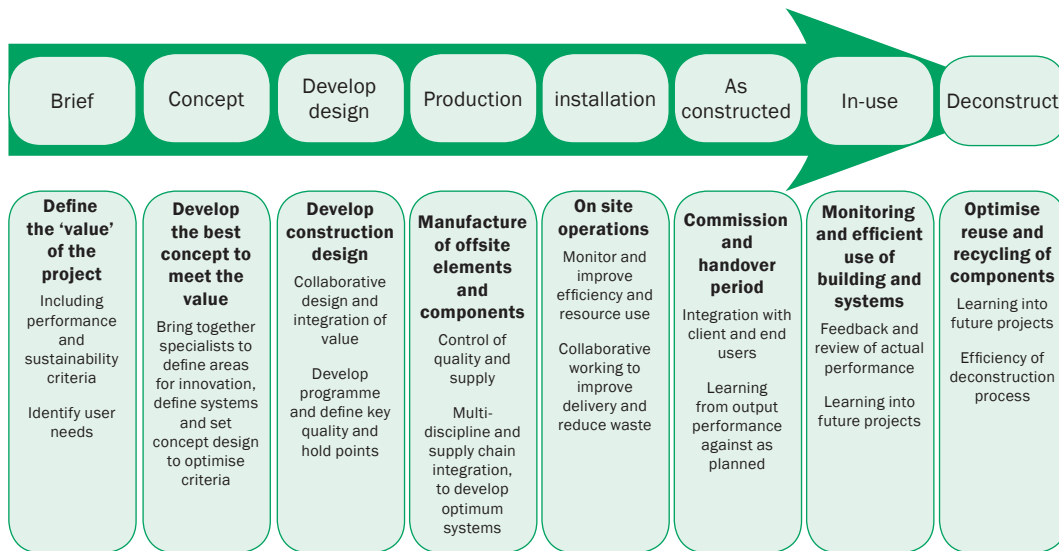 Brief
Concept
Develop
design
Production
installation
As
constructed
In-use
Deconstruct
Define
the ‘value’
of the
project
Including
performance
and
sustainability
criteria
Identify user
needs
Develop
the best
concept to
meet the
value
Bring together
specialists to
define areas
for innovation,
define systems
and set
concept design
to optimise
criteria
Develop
construction
design
Collaborative
design and
integration of
value
Develop
programme
and define key
quality and
hold points
Manufacture
of offsite
elements
and
components
Control of
quality and
supply
Multi-
discipline and
supply chain
integration,
to develop
optimum
systems
On site
operations
Monitor and
improve
efficiency and
resource use
Collaborative
working to
improve
delivery and
reduce waste
Commission
and
handover
period
Integration with
client and end
users
Learning
from output
performance
against as
planned
Monitoring
and efficient
use of
building and
systems
Feedback and
review of actual
performance
Learning into
future projects
Optimise
reuse and
recycling of
components
Learning into
future projects
Efficiency of
deconstruction
process